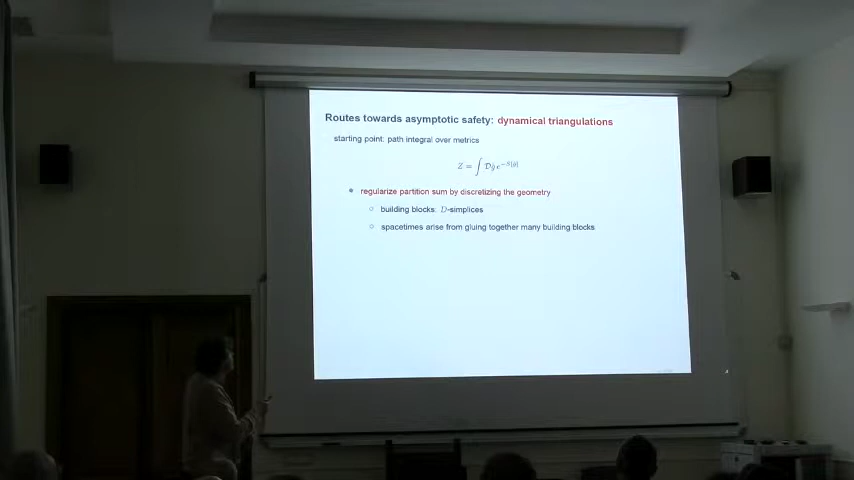 Routes towards asymptotic safety: dynamical triangulations
starting point: path integral over metrics
Z = ∫ Dĝ e^{-S[ĝ]}
regularize partition sum by discretizing the geometry
building blocks: D-simplices
spacetimes arise from gluing together many building blocks